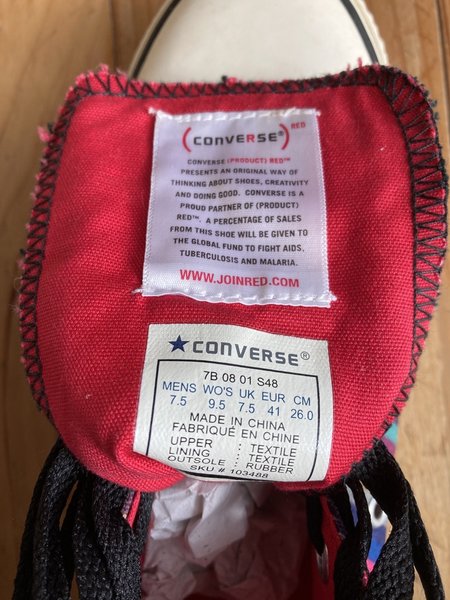 (CONVERSE®) RED
CONVERSE (PRODUCT) RED™
PRESENTS AN ORIGINAL WAY OF
THINKING ABOUT SHOES, CREATIVITY
AND DOING GOOD. CONVERSE IS A
PROUD PARTNER OF (PRODUCT)
RED™. A PERCENTAGE OF SALES
FROM THIS SHOE WILL BE GIVEN TO
THE GLOBAL FUND TO FIGHT AIDS,
TUBERCULOSIS AND MALARIA.
WWW.JOINRED.COM
CONVERSE®
7B 08 01 S48
MENS WO'S UK EUR CM
7.5 9.5 7.5 41 26.0
MADE IN CHINA
FABRIQUÉ EN CHINE
UPPER : TEXTILE
LINING : TEXTILE
OUTSOLE : RUBBER
SKU # 103488